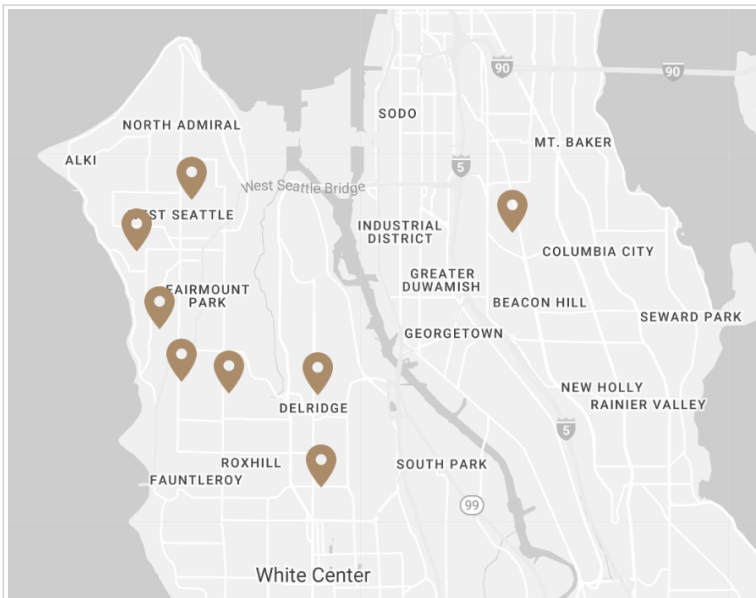 90
90
SODO
NORTH ADMIRAL
MT. BAKER
ALKI
5
West Seattle Bridge
WEST SEATTLE
INDUSTRIAL
DISTRICT
COLUMBIA CITY
GREATER
DUWAMISH
FAIRMOUNT
PARK
BEACON HILL
SEWARD PARK
GEORGETOWN
NEW HOLLY
RAINIER VALLEY
DELRIDGE
5
ROXHILL
SOUTH PARK
FAUNTLEROY
99
White Center